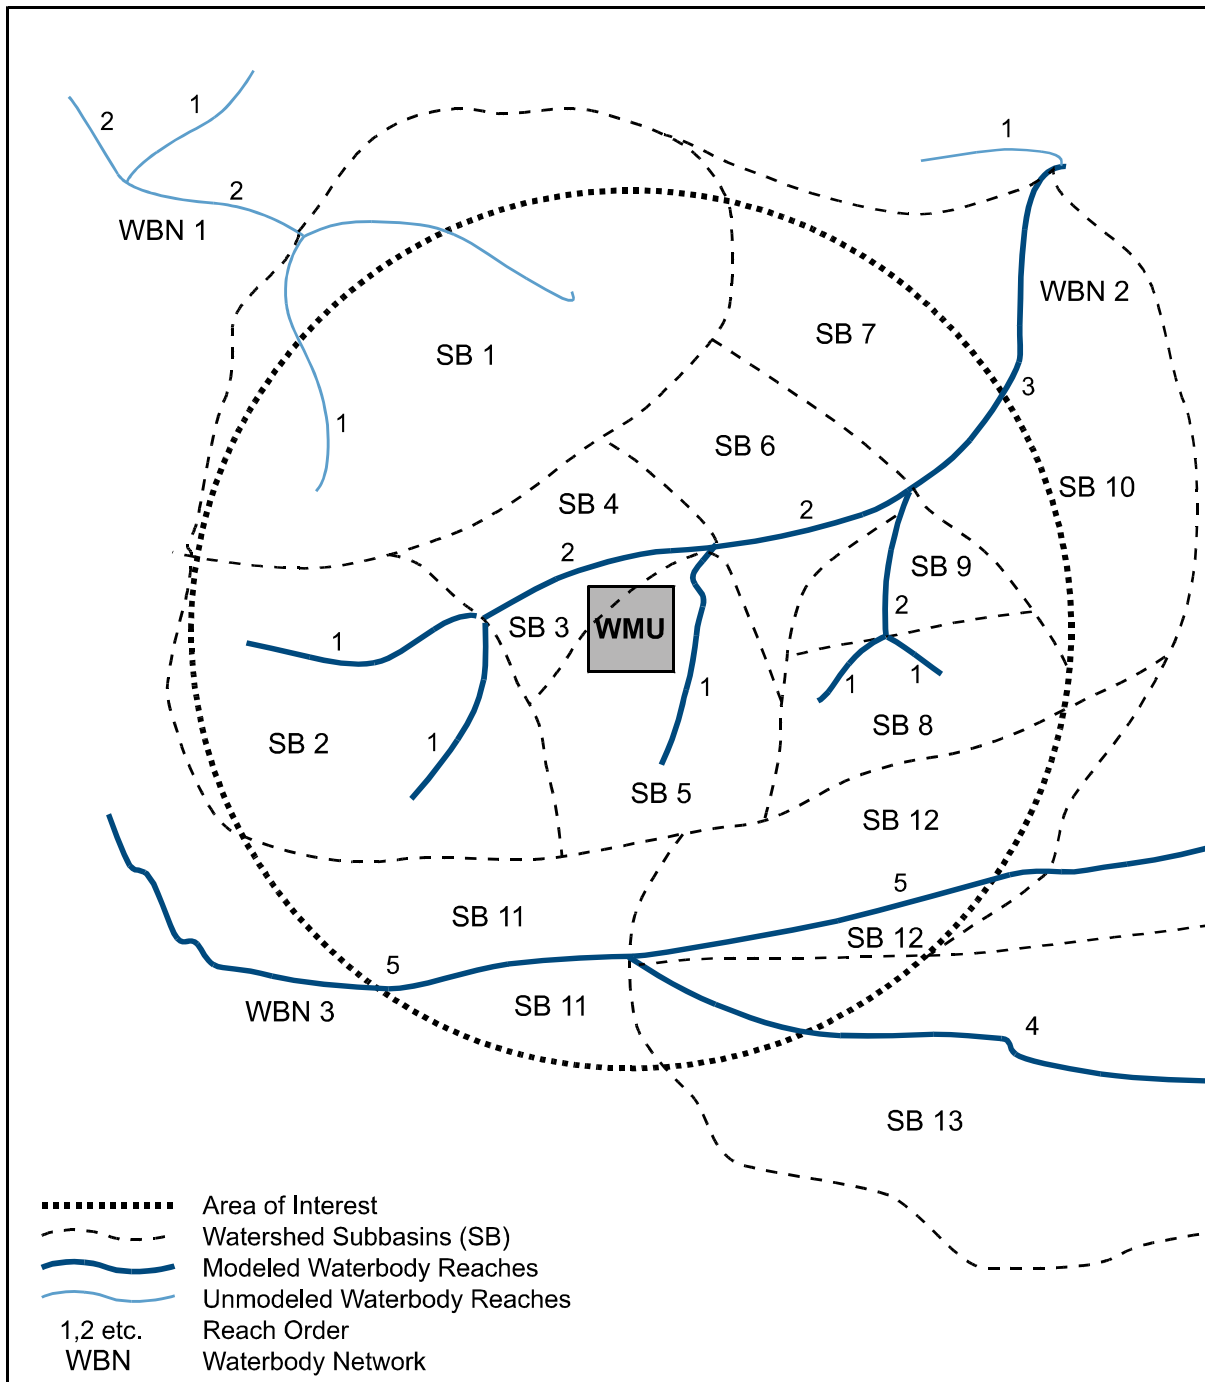 1
2
1
2
WBN 1
WBN 2
SB 7
SB 1
3
1
SB 6
SB 10
SB 4
2
2
SB 9
2
SB 3
WMU
1
1
1
1
SB 8
SB 2
1
SB 5
SB 12
5
SB 11
SB 12
5
WBN 3
SB 11
4
SB 13
Area of Interest
Watershed Subbasins (SB)
Modeled Waterbody Reaches
Unmodeled Waterbody Reaches
1,2 etc. Reach Order
WBN Waterbody Network